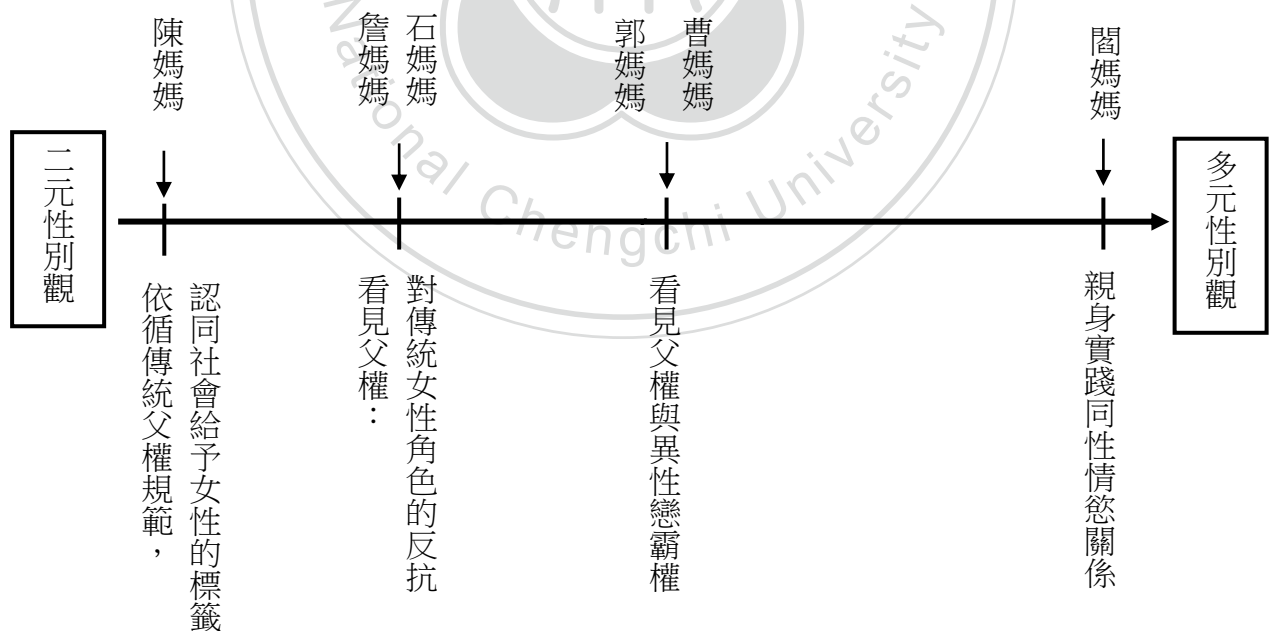 二元性別觀
陳媽媽
依循傳統父權規範，
認同社會給予女性的標籤
詹媽媽
石媽媽
看見父權：
對傳統女性角色的反抗
郭媽媽
曹媽媽
看見父權與異性戀霸權
閻媽媽
親身實踐同性情慾關係
多元性別觀
National Chengchi University